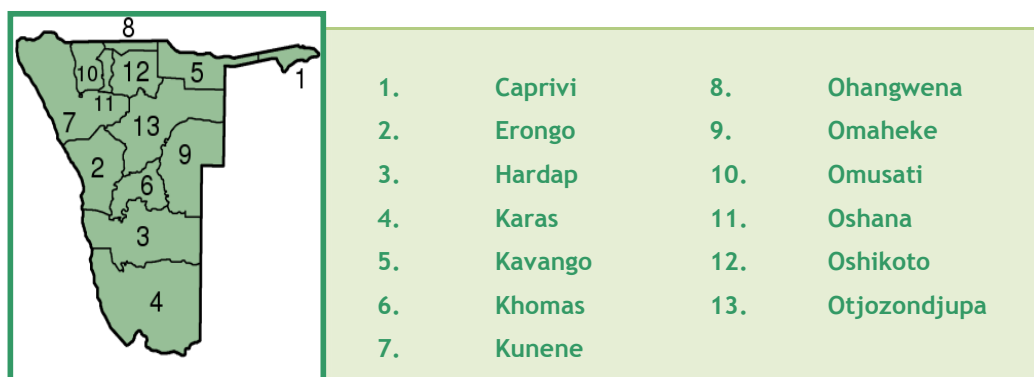 8
10
12
5
1
11
7
13
9
2
6
3
4
1. Caprivi 8. Ohangwena
2. Erongo 9. Omaheke
3. Hardap 10. Omusati
4. Karas 11. Oshana
5. Kavango 12. Oshikoto
6. Khomas 13. Otjozondjupa
7. Kunene